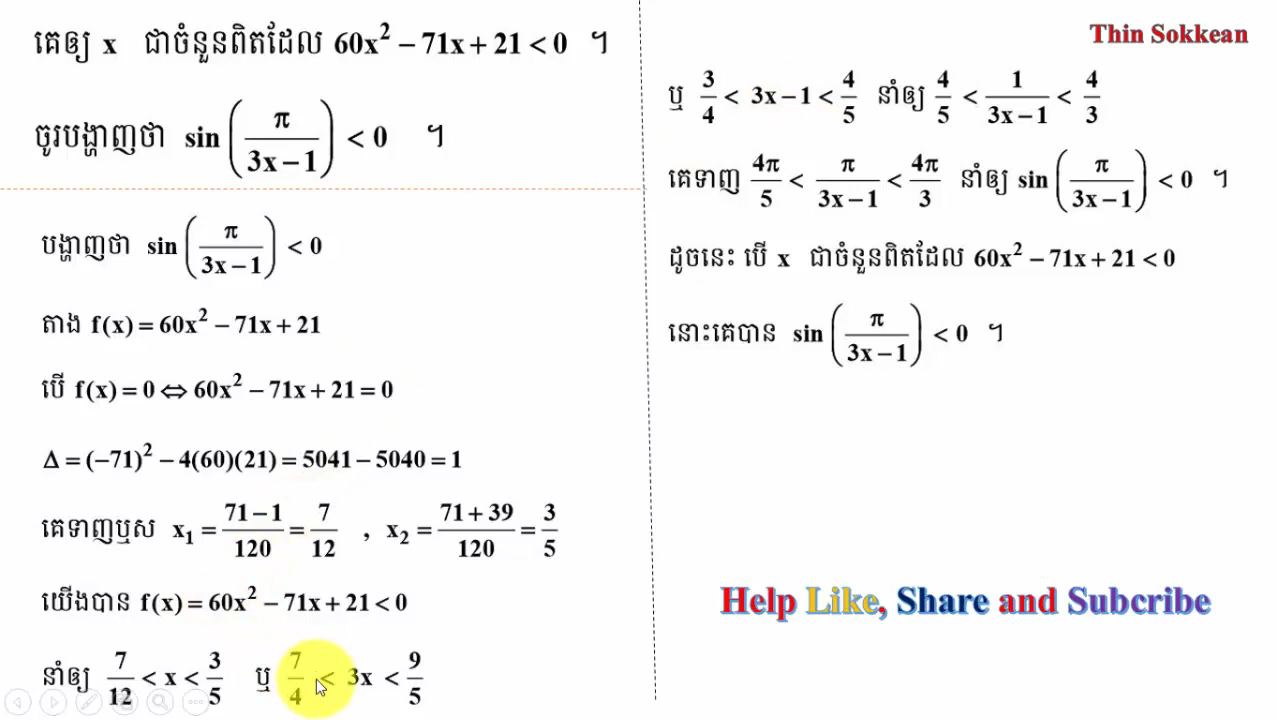 គេឲ្យ x ជាចំនួនពិតដែល 60x² − 71x + 21 < 0 ។
ចូរបង្ហាញថា sin(π/(3x − 1)) < 0 ។
បង្ហាញថា sin(π/(3x − 1)) < 0
តាង f(x) = 60x² − 71x + 21
បើ f(x) = 0 ⇔ 60x² − 71x + 21 = 0
Δ = (−71)² − 4(60)(21) = 5041 − 5040 = 1
គេទាញឫស x₁ = (71 − 1)/120 = 7/12 , x₂ = (71 + 39)/120 = 3/5
យើងបាន f(x) = 60x² − 71x + 21 < 0
នាំឲ្យ 7/12 < x < 3/5 ឬ 7/4 < 3x < 9/5
Thin Sokkean
ឬ 3/4 < 3x − 1 < 4/5 នាំឲ្យ 4/5 < 1/(3x − 1) < 4/3
គេទាញ 4π/5 < π/(3x − 1) < 4π/3 នាំឲ្យ sin(π/(3x − 1)) < 0 ។
ដូចនេះ បើ x ជាចំនួនពិតដែល 60x² − 71x + 21 < 0
នោះគេបាន sin(π/(3x − 1)) < 0 ។
Help Like, Share and Subcribe